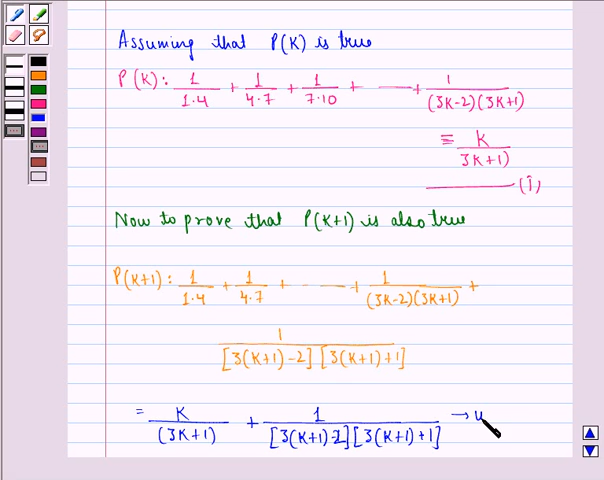 Assuming that P(K) is true
P(K): 1/(1·4) + 1/(4·7) + 1/(7·10) + —— + 1/((3K-2)(3K+1))
= K/(3K+1)
——— (i)
Now to prove that P(K+1) is also true
P(K+1): 1/(1·4) + 1/(4·7) + —— + 1/((3K-2)(3K+1)) +
1/([3(K+1)-2][3(K+1)+1])
= K/(3K+1) + 1/([3(K+1)-2][3(K+1)+1]) → u